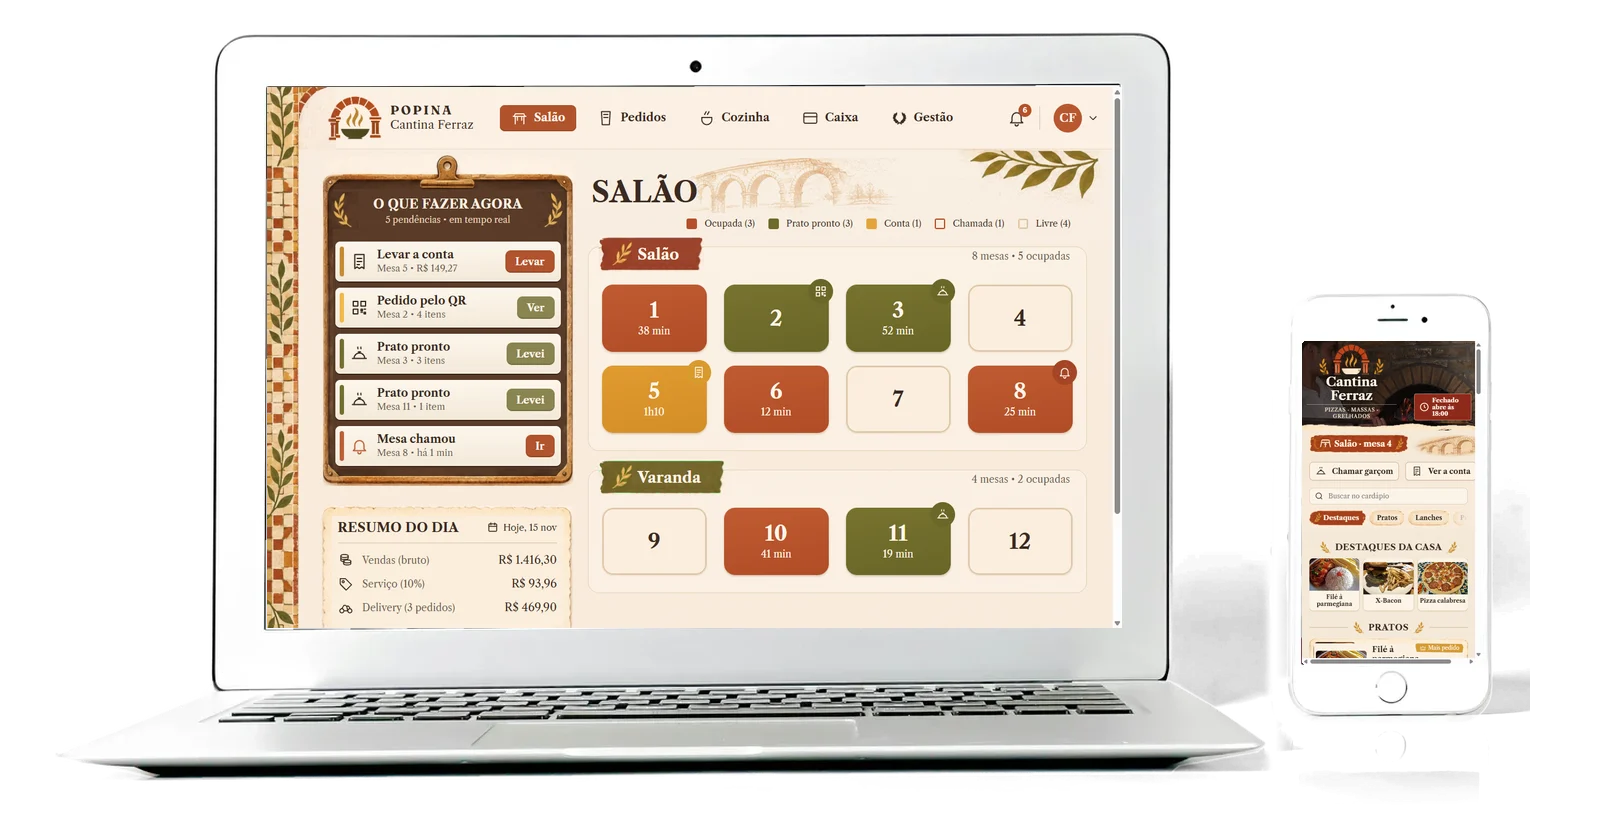 POPINA
Cantina Ferraz
Salão
Pedidos
Cozinha
Caixa
Gestão
6
CF
O QUE FAZER AGORA
5 pendências • em tempo real
Levar a conta
Mesa 5 • R$ 149,27
Levar
Pedido pelo QR
Mesa 2 • 4 itens
Ver
Prato pronto
Mesa 3 • 3 itens
Levei
Prato pronto
Mesa 11 • 1 item
Levei
Mesa chamou
Mesa 8 • há 1 min
Ir
RESUMO DO DIA
Hoje, 15 nov
Vendas (bruto)
R$ 1.416,30
Serviço (10%)
R$ 93,96
Delivery (3 pedidos)
R$ 469,90
SALÃO
Ocupada (3)
Prato pronto (3)
Conta (1)
Chamada (1)
Livre (4)
Salão
8 mesas • 5 ocupadas
1
38 min
2
3
52 min
4
5
1h10
6
12 min
7
8
25 min
Varanda
4 mesas • 2 ocupadas
9
10
41 min
11
19 min
12
Cantina
Ferraz
PIZZAS · MASSAS ·
GRELHADOS
Fechado
abre às
18:00
Salão · mesa 4
Chamar garçom
Ver a conta
Buscar no cardápio
Destaques
Pratos
Lanches
DESTAQUES DA CASA
Filé à
parmegiana
X-Bacon
Pizza calabresa
PRATOS
Filé à
parmegiana
Mais pedido